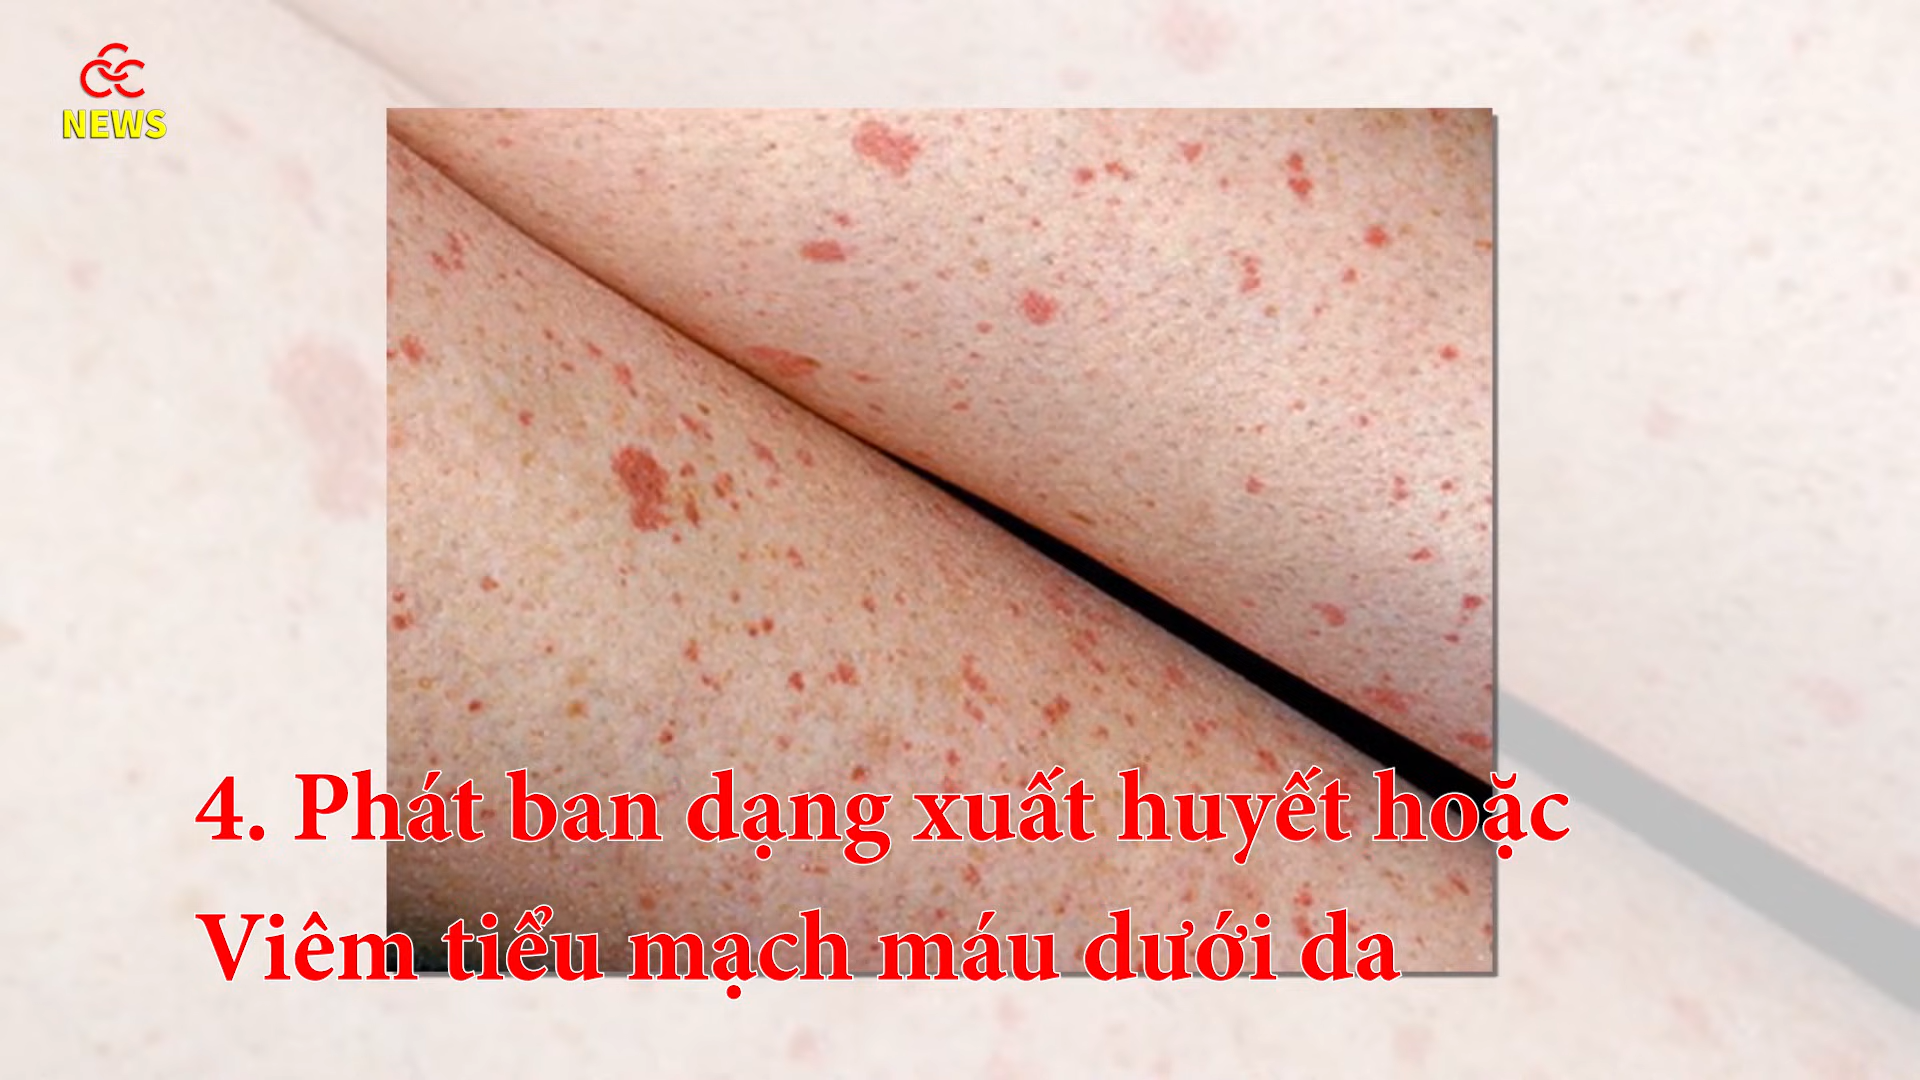 NEWS
4. Phát ban dạng xuất huyết hoặc
Viêm tiểu mạch máu dưới da